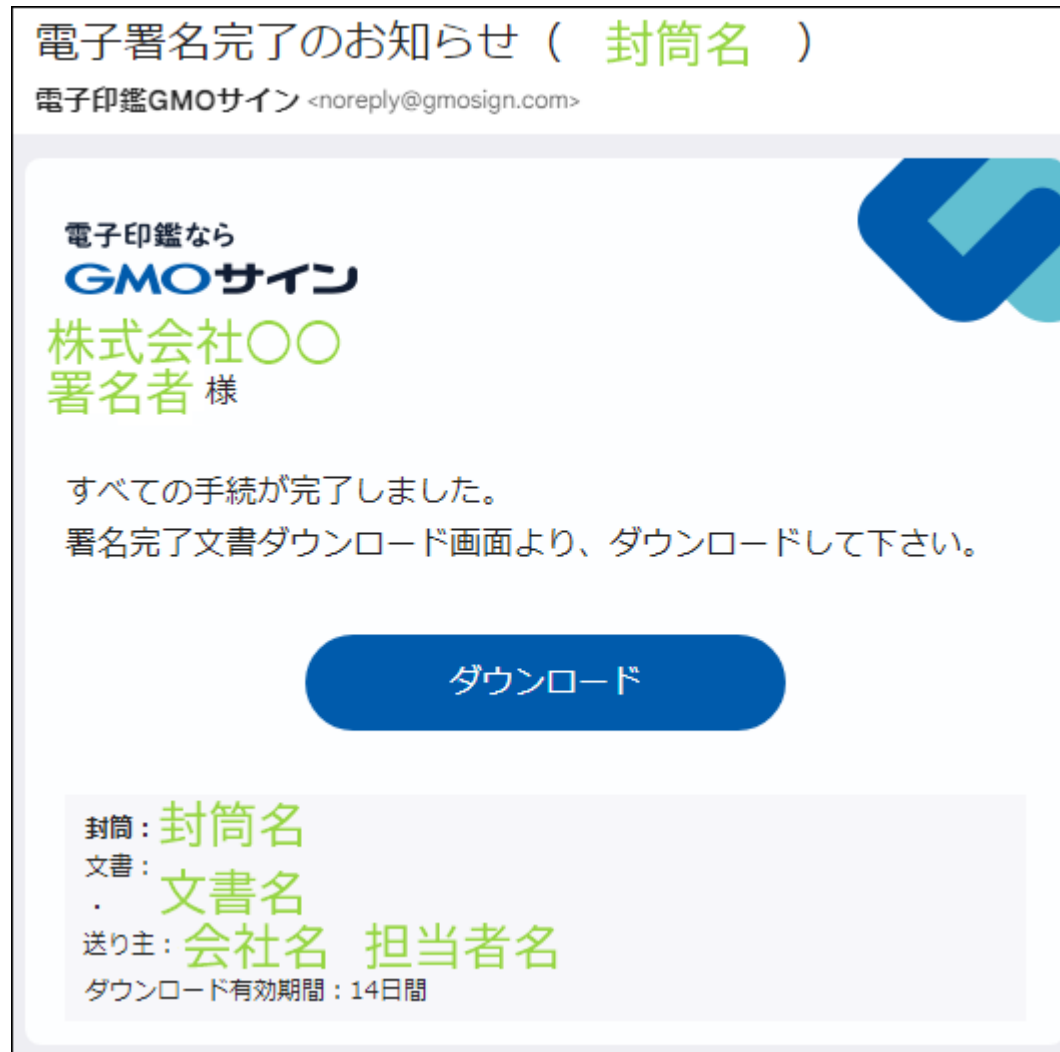 電子署名完了のお知らせ（ 封筒名 ）
電子印鑑GMOサイン <noreply@gmosign.com>
電子印鑑なら
GMOサイン
株式会社〇〇
署名者 様
すべての手続が完了しました。
署名完了文書ダウンロード画面より、ダウンロードして下さい。
ダウンロード
封筒：封筒名
文書：
・ 文書名
送り主：会社名 担当者名
ダウンロード有効期間：14日間